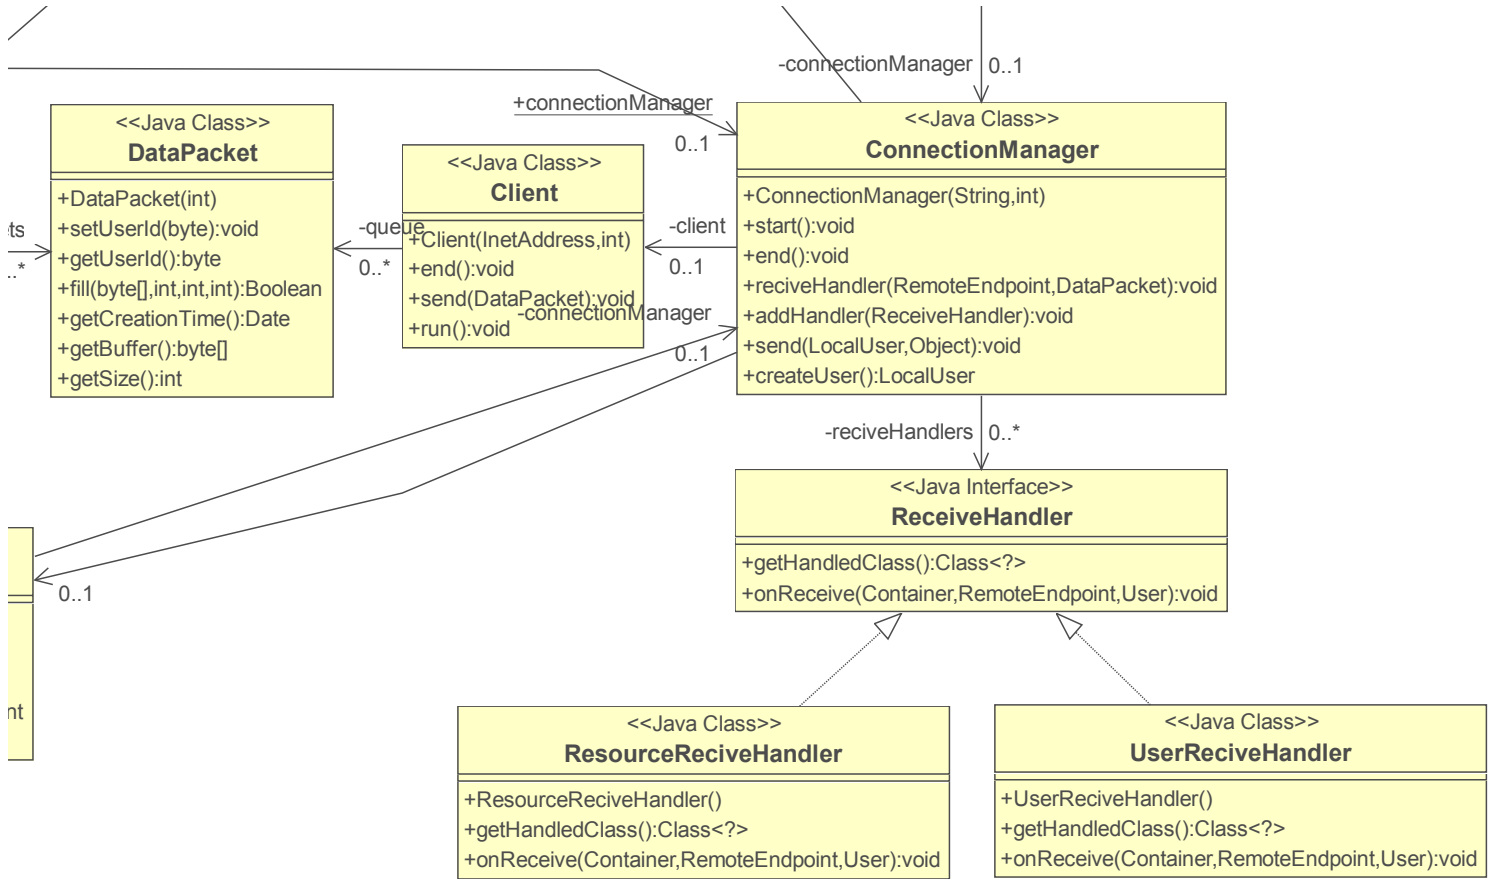 -connectionManager
0..1
+connectionManager
0..1
<<Java Class>>
DataPacket
+DataPacket(int)
+setUserId(byte):void
+getUserId():byte
+fill(byte[],int,int,int):Boolean
+getCreationTime():Date
+getBuffer():byte[]
+getSize():int
ets
..*
-queue
0..*
<<Java Class>>
Client
+Client(InetAddress,int)
+end():void
+send(DataPacket):void
+run():void
-client
0..1
-connectionManager
0..1
<<Java Class>>
ConnectionManager
+ConnectionManager(String,int)
+start():void
+end():void
+reciveHandler(RemoteEndpoint,DataPacket):void
+addHandler(ReceiveHandler):void
+send(LocalUser,Object):void
+createUser():LocalUser
-reciveHandlers
0..*
<<Java Interface>>
ReceiveHandler
+getHandledClass():Class<?>
+onReceive(Container,RemoteEndpoint,User):void
0..1
nt
<<Java Class>>
ResourceReciveHandler
+ResourceReciveHandler()
+getHandledClass():Class<?>
+onReceive(Container,RemoteEndpoint,User):void
<<Java Class>>
UserReciveHandler
+UserReciveHandler()
+getHandledClass():Class<?>
+onReceive(Container,RemoteEndpoint,User):void